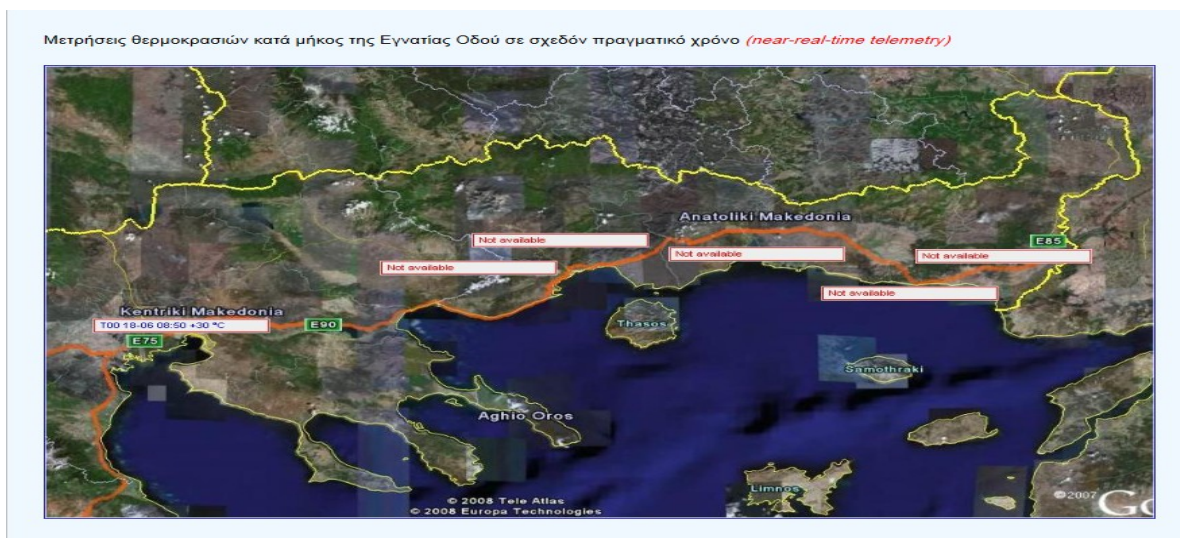 Μετρήσεις θερμοκρασιών κατά μήκος της Εγνατίας Οδού σε σχεδόν πραγματικό χρόνο (near-real-time telemetry)
Anatoliki Makedonia
Not available
E85
Not available
Not available
Not available
Not available
Kentriki Makedonia
T00 18-06 08:50 +30 °C
E90
Thasos
E75
Samothraki
Aghio Oros
Limnos
© 2008 Tele Atlas
© 2008 Europa Technologies
©2007 Go